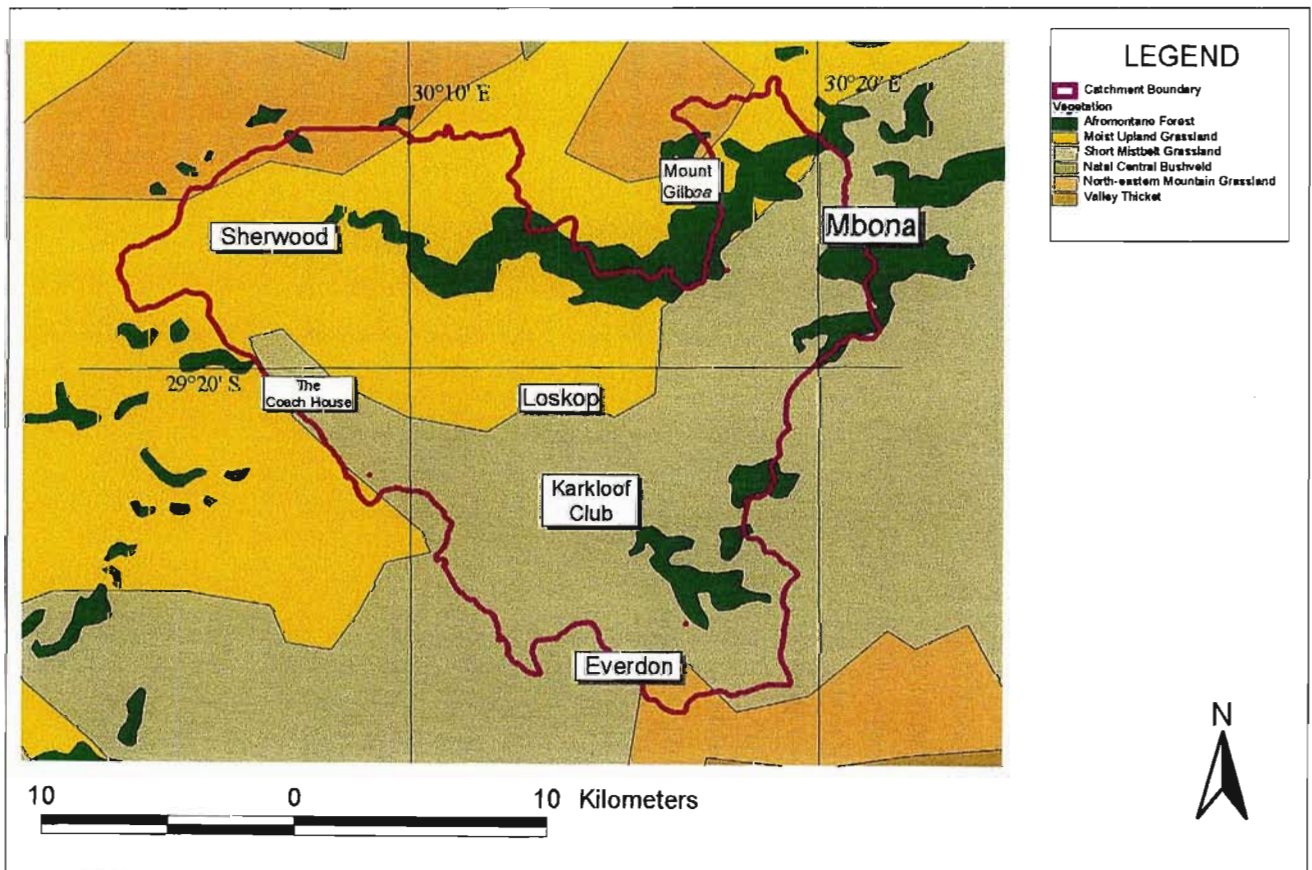 30°10' E
30°20' E
Mount
Gilboa
Sherwood
Mbona
29°20' S
The
Coach House
Loskop
Karkloof
Club
Everdon
10 0 10 Kilometers
N
LEGEND
Catchment Boundary
Vegetation
Afromontane Forest
Moist Upland Grassland
Short Mistbelt Grassland
Natal Central Bushveld
North-eastern Mountain Grassland
Valley Thicket